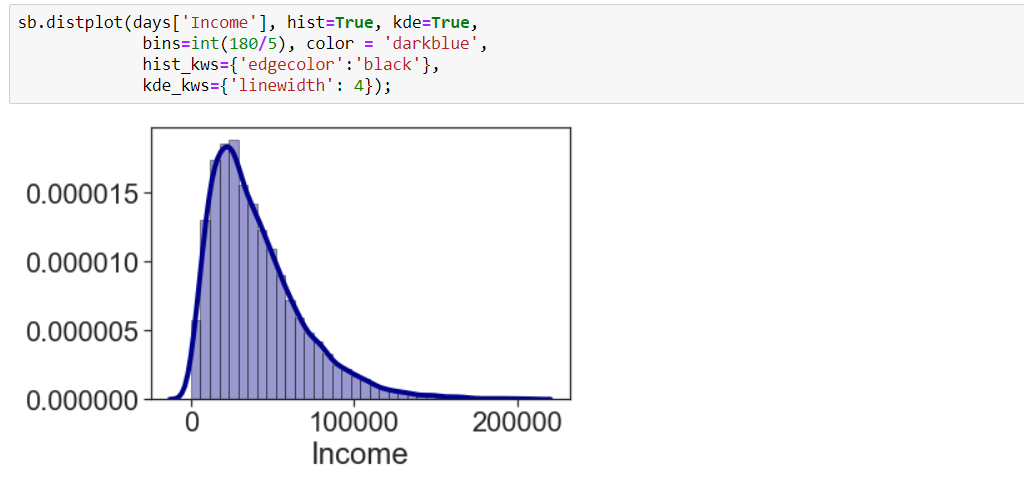 sb.distplot(days['Income'], hist=True, kde=True,
             bins=int(180/5), color = 'darkblue',
             hist_kws={'edgecolor':'black'},
             kde_kws={'linewidth': 4});
0.000015
0.000010
0.000005
0.000000
0 100000 200000
Income